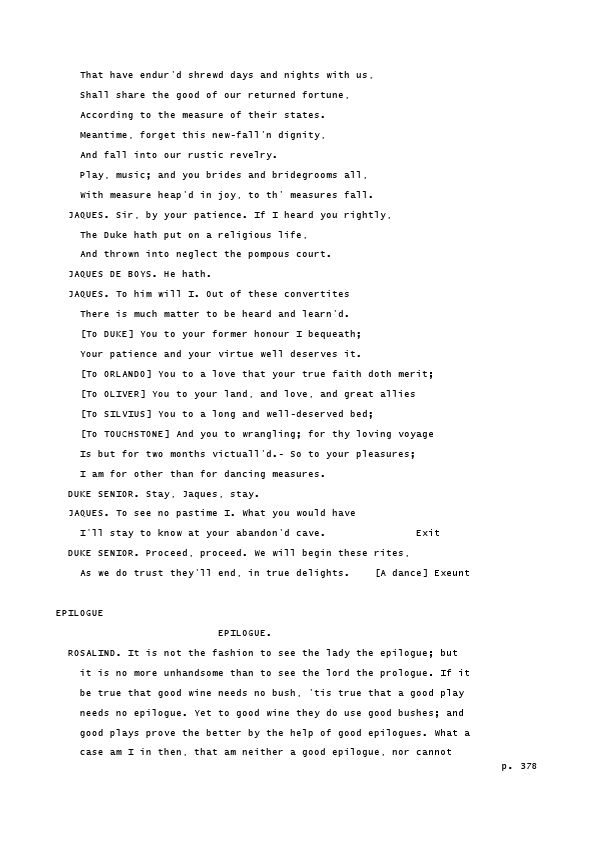 That have endur'd shrewd days and nights with us,
Shall share the good of our returned fortune,
According to the measure of their states.
Meantime, forget this new-fall'n dignity,
And fall into our rustic revelry.
Play, music; and you brides and bridegrooms all,
With measure heap'd in joy, to th' measures fall.
JAQUES. Sir, by your patience. If I heard you rightly,
The Duke hath put on a religious life,
And thrown into neglect the pompous court.
JAQUES DE BOYS. He hath.
JAQUES. To him will I. Out of these convertites
There is much matter to be heard and learn'd.
[To DUKE] You to your former honour I bequeath;
Your patience and your virtue well deserves it.
[To ORLANDO] You to a love that your true faith doth merit;
[To OLIVER] You to your land, and love, and great allies
[To SILVIUS] You to a long and well-deserved bed;
[To TOUCHSTONE] And you to wrangling; for thy loving voyage
Is but for two months victuall'd.- So to your pleasures;
I am for other than for dancing measures.
DUKE SENIOR. Stay, Jaques, stay.
JAQUES. To see no pastime I. What you would have
I'll stay to know at your abandon'd cave. Exit
DUKE SENIOR. Proceed, proceed. We will begin these rites,
As we do trust they'll end, in true delights. [A dance] Exeunt
EPILOGUE
EPILOGUE.
ROSALIND. It is not the fashion to see the lady the epilogue; but
it is no more unhandsome than to see the lord the prologue. If it
be true that good wine needs no bush, 'tis true that a good play
needs no epilogue. Yet to good wine they do use good bushes; and
good plays prove the better by the help of good epilogues. What a
case am I in then, that am neither a good epilogue, nor cannot
p. 378